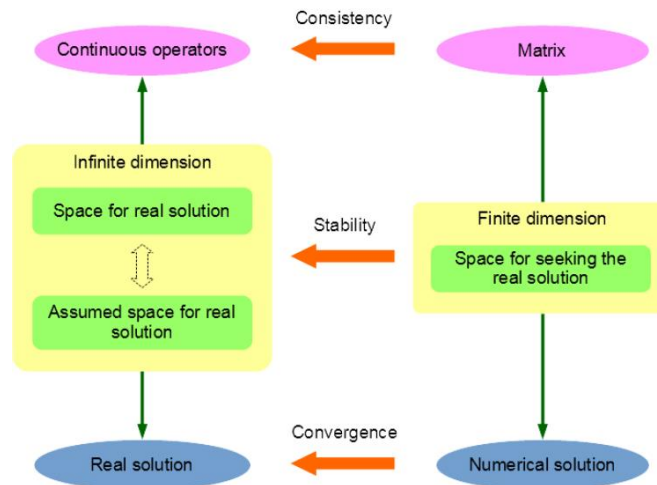 Consistency
Continuous operators
Matrix
Infinite dimension
Space for real solution
Stability
Finite dimension
Space for seeking the
real solution
Assumed space for real
solution
Convergence
Real solution
Numerical solution